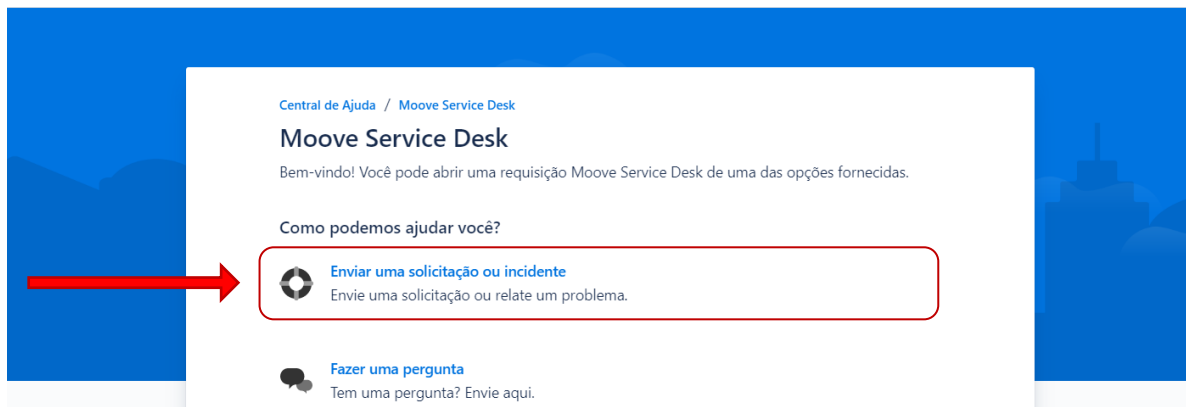 Central de Ajuda / Moove Service Desk
Moove Service Desk
Bem-vindo! Você pode abrir uma requisição Moove Service Desk de uma das opções fornecidas.
Como podemos ajudar você?
Enviar uma solicitação ou incidente
Envie uma solicitação ou relate um problema.
Fazer uma pergunta
Tem uma pergunta? Envie aqui.